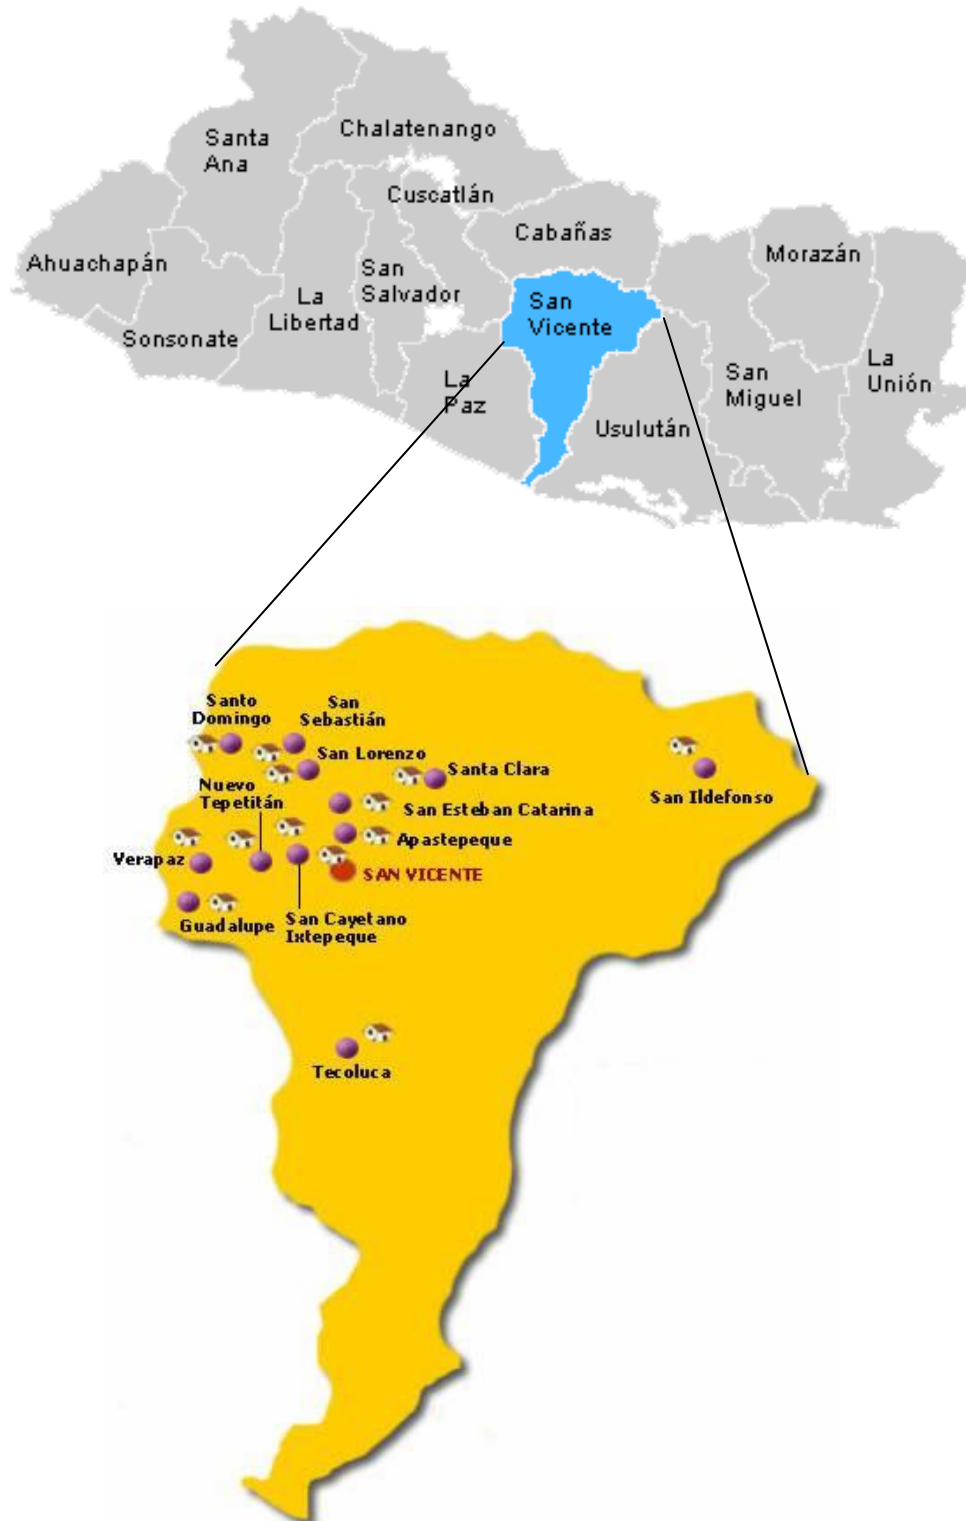 Santa
Ana
Chalatenango
Cuscatlán
Cabañas
Morazán
Ahuachapán
San
Salvador
La
Libertad
San
Vicente
Sonsonate
La
Paz
Usulután
San
Miguel
La
Unión
Santo
Domingo
San
Sebastián
San Lorenzo
Santa Clara
San Ildefonso
Nuevo
Tepetitán
San Esteban Catarina
Apastepeque
Verapaz
SAN VICENTE
Guadalupe
San Cayetano
Ixtepeque
Tecoluca